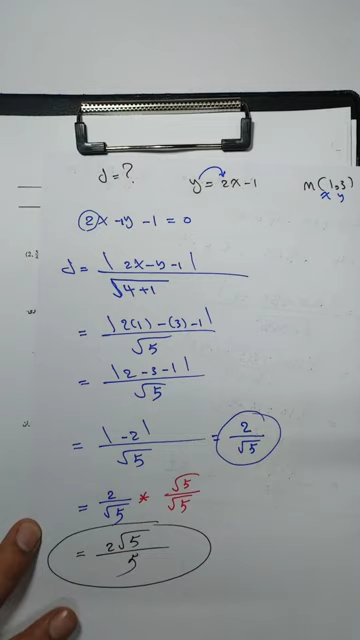 d = ?
y = 2x - 1
M(1,3)
x y
2x - y - 1 = 0
d = |2x - y - 1| / √4+1
= |2(1) - (3) - 1| / √5
= |2 - 3 - 1| / √5
= |-2| / √5 = 2/√5
= 2/√5 * √5/√5
= 2√5/5